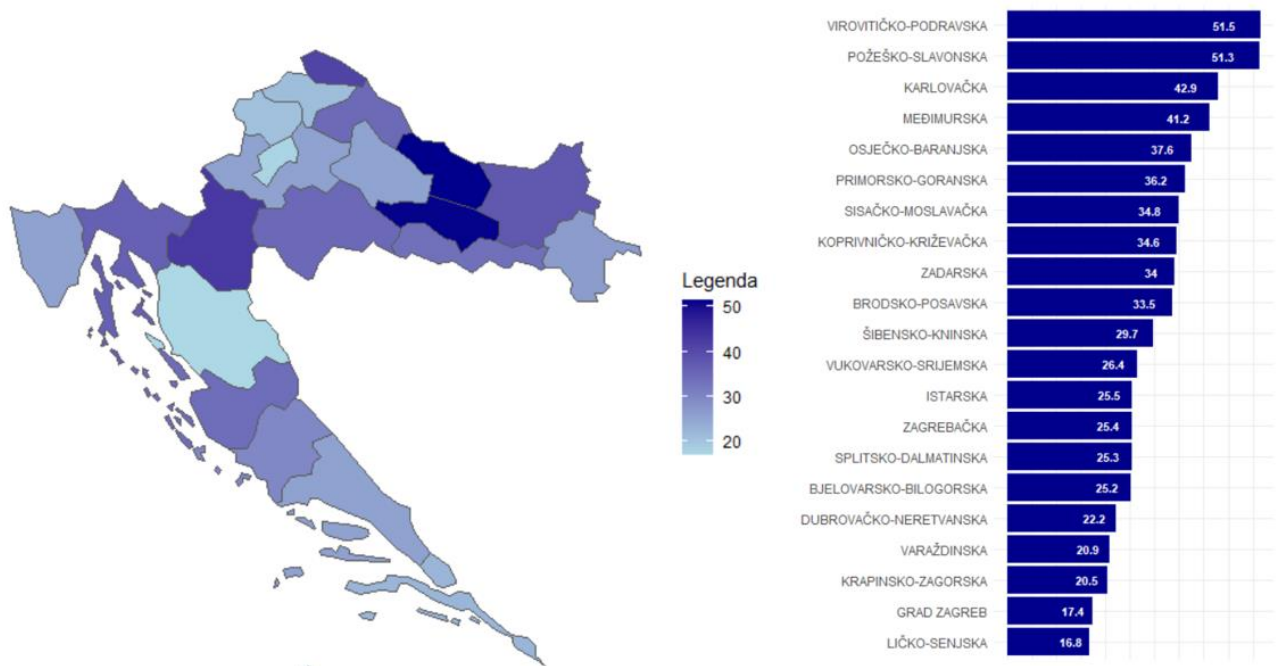 Legenda
50
40
30
20
VIROVITIČKO-PODRAVSKA 51.5
POŽEŠKO-SLAVONSKA 51.3
KARLOVAČKA 42.9
MEĐIMURSKA 41.2
OSJEČKO-BARANJSKA 37.6
PRIMORSKO-GORANSKA 36.2
SISAČKO-MOSLAVAČKA 34.8
KOPRIVNIČKO-KRIŽEVAČKA 34.6
ZADARSKA 34
BRODSKO-POSAVSKA 33.5
ŠIBENSKO-KNINSKA 29.7
VUKOVARSKO-SRIJEMSKA 26.4
ISTARSKA 25.5
ZAGREBAČKA 25.4
SPLITSKO-DALMATINSKA 25.3
BJELOVARSKO-BILOGORSKA 25.2
DUBROVAČKO-NERETVANSKA 22.2
VARAŽDINSKA 20.9
KRAPINSKO-ZAGORSKA 20.5
GRAD ZAGREB 17.4
LIČKO-SENJSKA 16.8